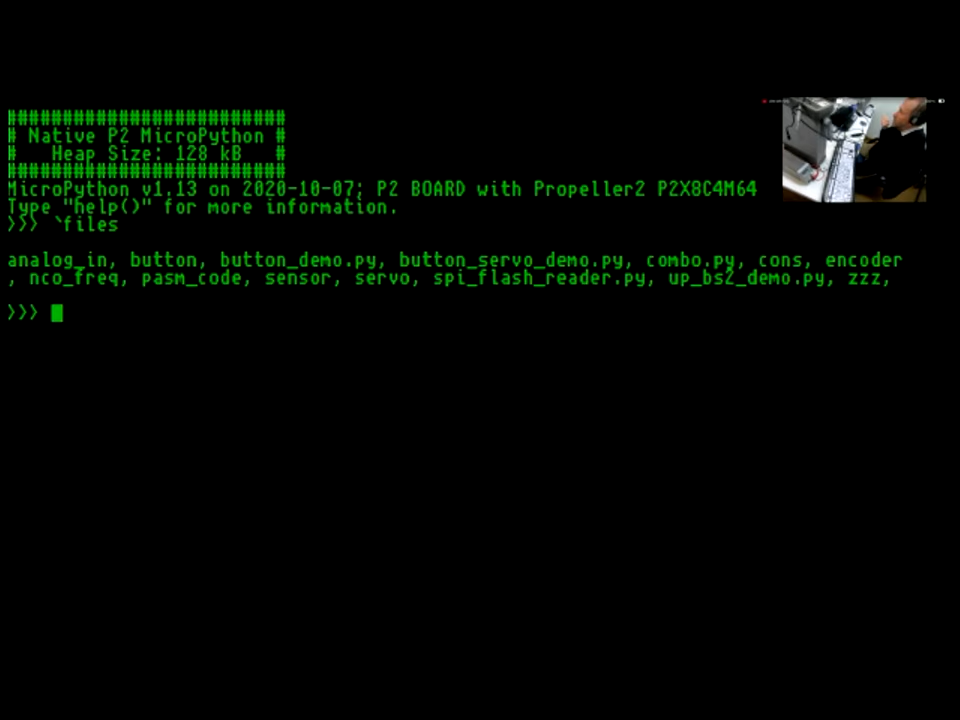 ########################
# Native P2 MicroPython #
#   Heap Size: 128 kB   #
########################
MicroPython v1.13 on 2020-10-07; P2 BOARD with Propeller2 P2X8C4M64
Type "help()" for more information.
>>> `files
analog_in, button, button_demo.py, button_servo_demo.py, combo.py, cons, encoder
, nco_freq, pasm_code, sensor, servo, spi_flash_reader.py, up_bs2_demo.py, zzz,
>>>